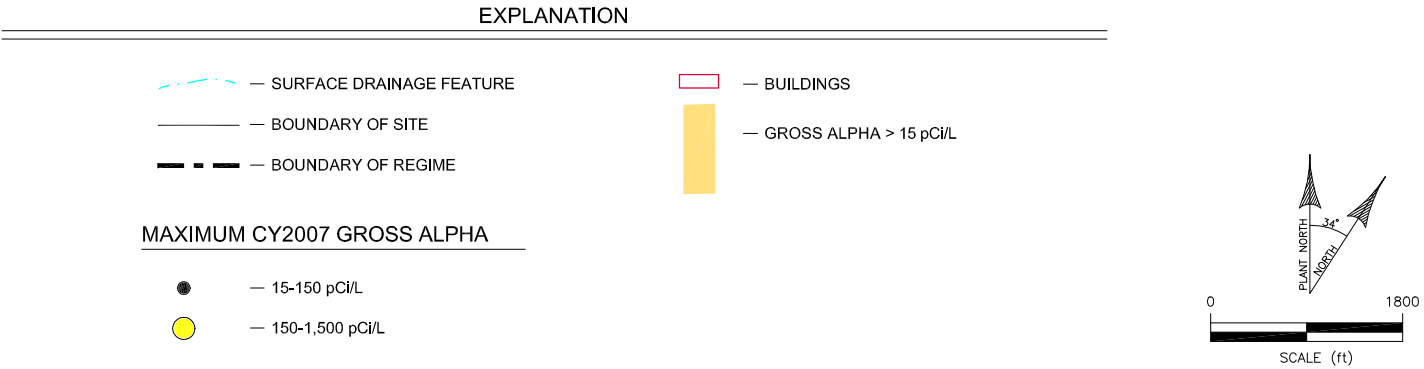 EXPLANATION
— SURFACE DRAINAGE FEATURE
— BOUNDARY OF SITE
— BOUNDARY OF REGIME
— BUILDINGS
— GROSS ALPHA > 15 pCi/L
MAXIMUM CY2007 GROSS ALPHA
— 15-150 pCi/L
— 150-1,500 pCi/L
PLANT NORTH
34°
NORTH
0 1800
SCALE (ft)